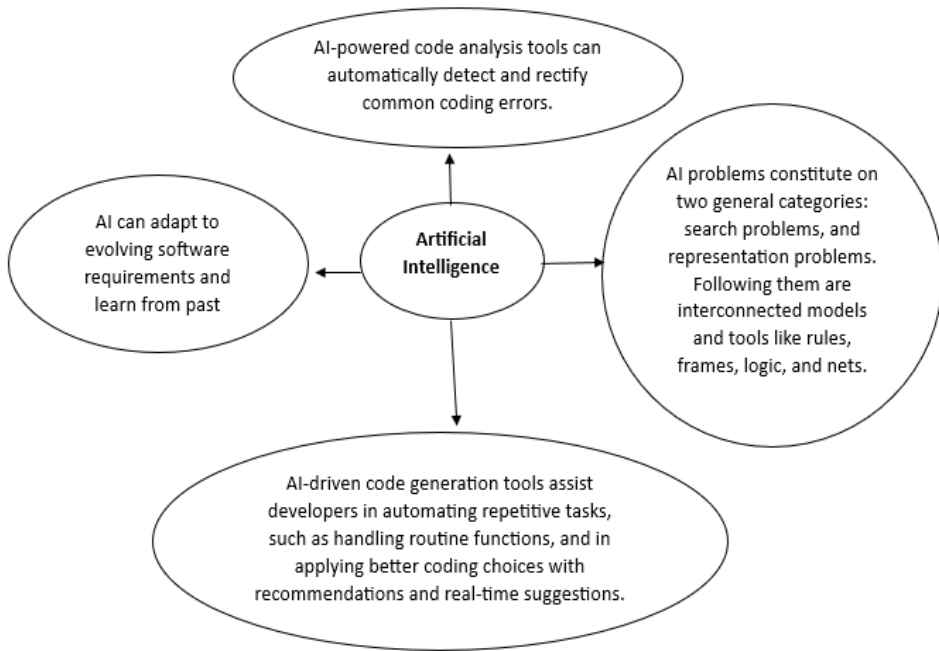 AI-powered code analysis tools can
automatically detect and rectify
common coding errors.
AI can adapt to
evolving software
requirements and
learn from past
Artificial
Intelligence
AI problems constitute on
two general categories:
search problems, and
representation problems.
Following them are
interconnected models
and tools like rules,
frames, logic, and nets.
AI-driven code generation tools assist
developers in automating repetitive tasks,
such as handling routine functions, and in
applying better coding choices with
recommendations and real-time suggestions.